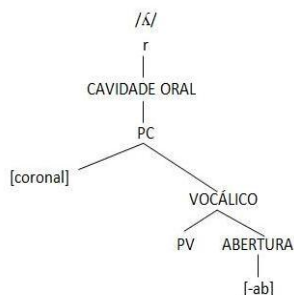 /ʎ/
r
CAVIDADE ORAL
PC
[coronal]
VOCÁLICO
PV ABERTURA
[-ab]